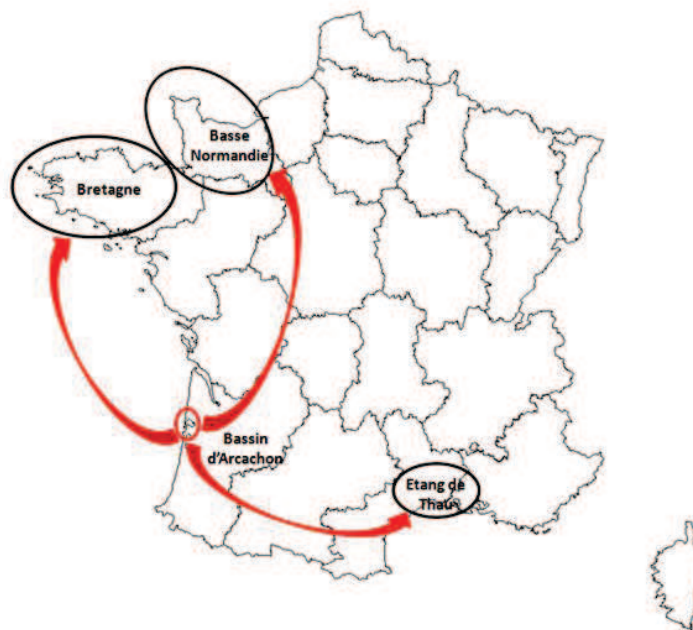 Basse
Normandie
Bretagne
Bassin
d'Arcachon
Etang de
Thau